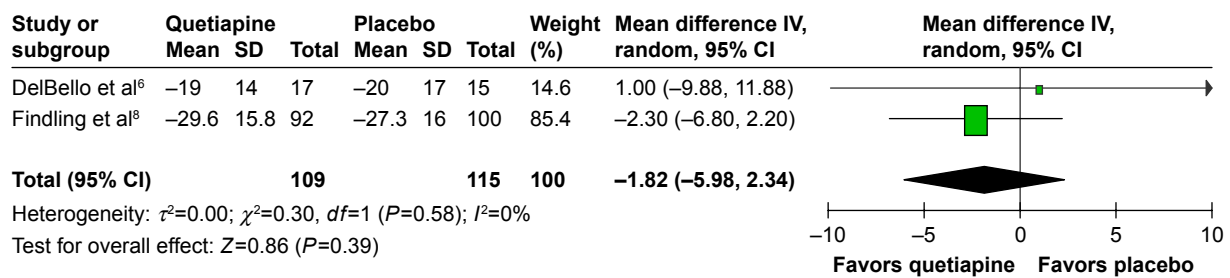 Study or Quetiapine Placebo Weight Mean difference IV, Mean difference IV,
subgroup Mean SD Total Mean SD Total (%) random, 95% CI random, 95% CI
DelBello et al⁶ –19 14 17 –20 17 15 14.6 1.00 (–9.88, 11.88)
Findling et al⁸ –29.6 15.8 92 –27.3 16 100 85.4 –2.30 (–6.80, 2.20)
Total (95% CI) 109 115 100 –1.82 (–5.98, 2.34)
Heterogeneity: τ²=0.00; χ²=0.30, df=1 (P=0.58); I²=0%
Test for overall effect: Z=0.86 (P=0.39)
–10 –5 0 5 10
Favors quetiapine Favors placebo